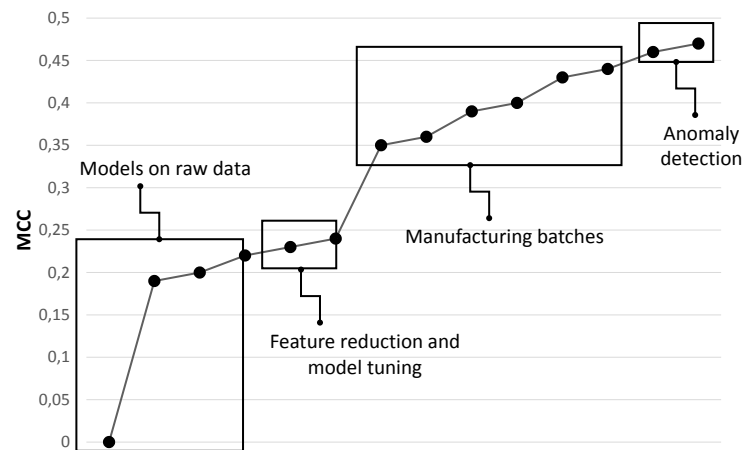 0,5
0,45
0,4
0,35
0,3
0,25
0,2
0,15
0,1
0,05
0
MCC
Models on raw data
Feature reduction and
model tuning
Manufacturing batches
Anomaly
detection